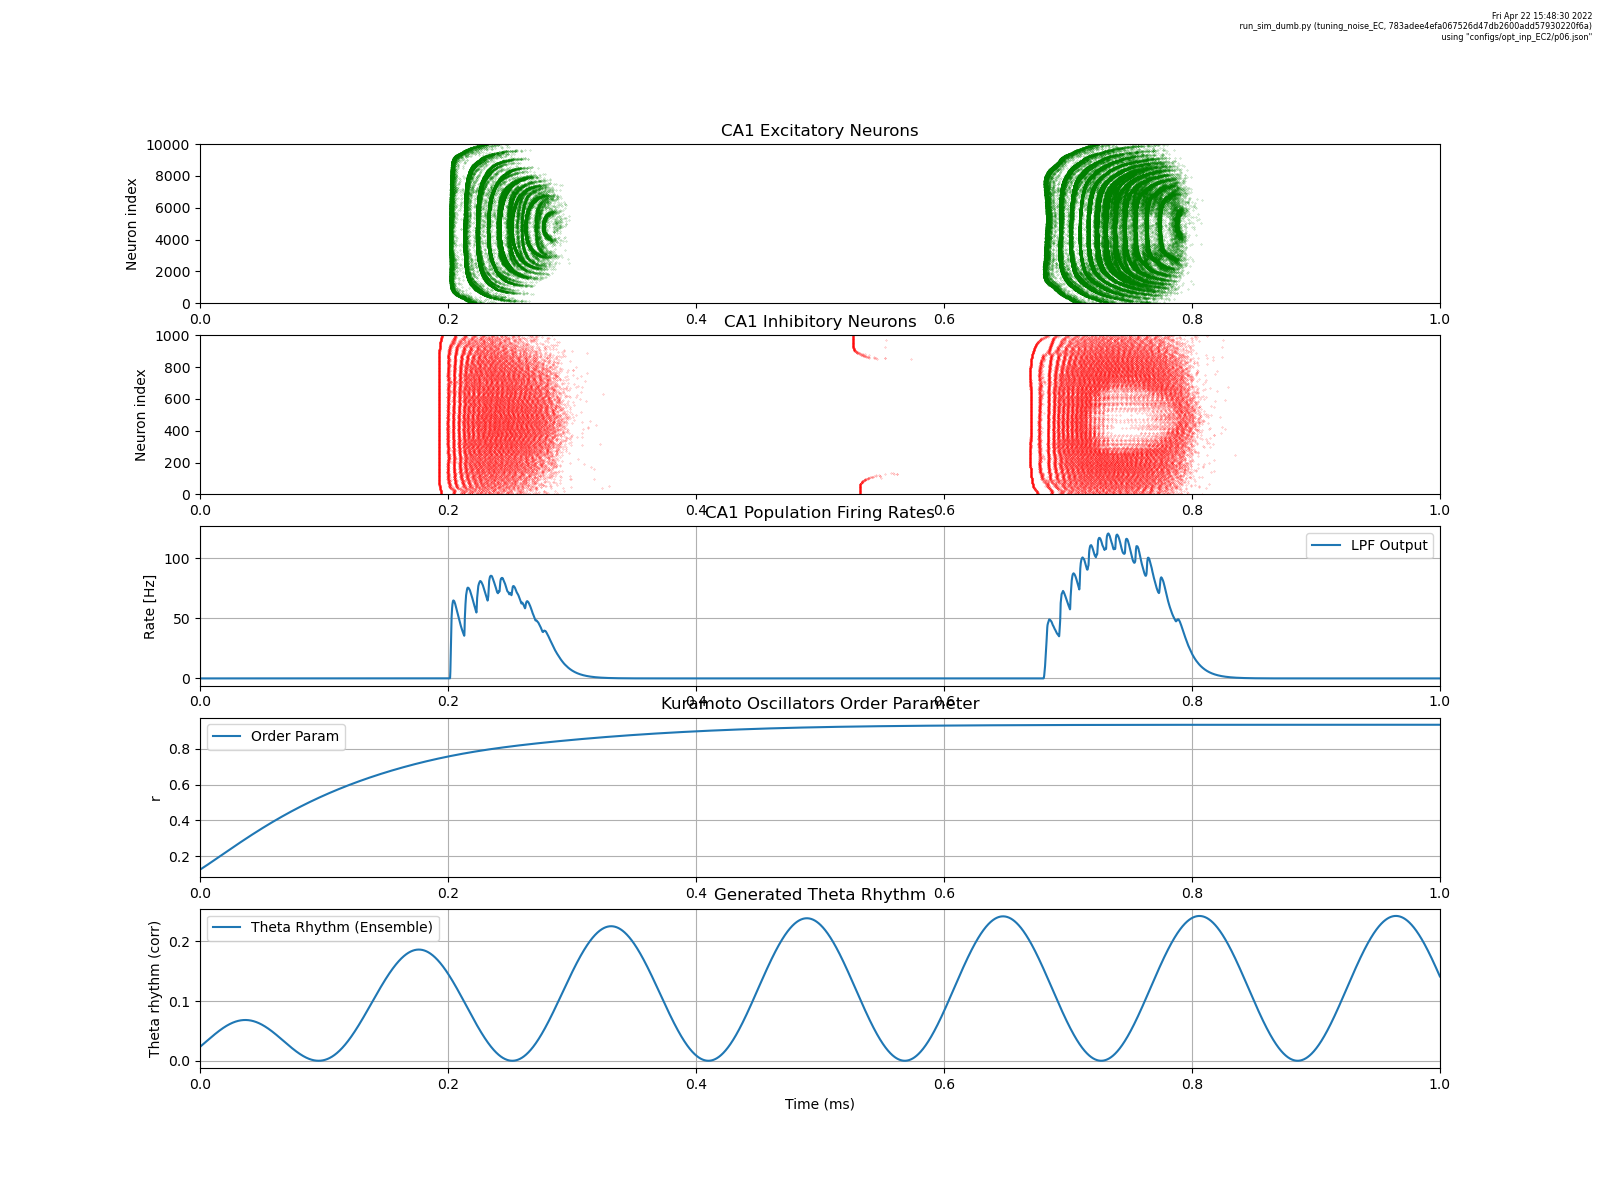 Fri Apr 22 15:48:30 2022
run_sim_dumb.py (tuning_noise_EC, 783adee4efa067526d47db2600add57930220f6a)
using "configs/opt_inp_EC2/p06.json"
CA1 Excitatory Neurons
Neuron index
10000
8000
6000
4000
2000
0
0.0 0.2 0.4 0.6 0.8 1.0
CA1 Inhibitory Neurons
Neuron index
1000
800
600
400
200
0
0.0 0.2 0.4 0.6 0.8 1.0
CA1 Population Firing Rates
Rate [Hz]
100
50
0
LPF Output
0.0 0.2 0.4 0.6 0.8 1.0
Kuramoto Oscillators Order Parameter
r
0.8
0.6
0.4
0.2
Order Param
0.0 0.2 0.4 0.6 0.8 1.0
Generated Theta Rhythm
Theta rhythm (corr)
0.2
0.1
0.0
Theta Rhythm (Ensemble)
0.0 0.2 0.4 0.6 0.8 1.0
Time (ms)